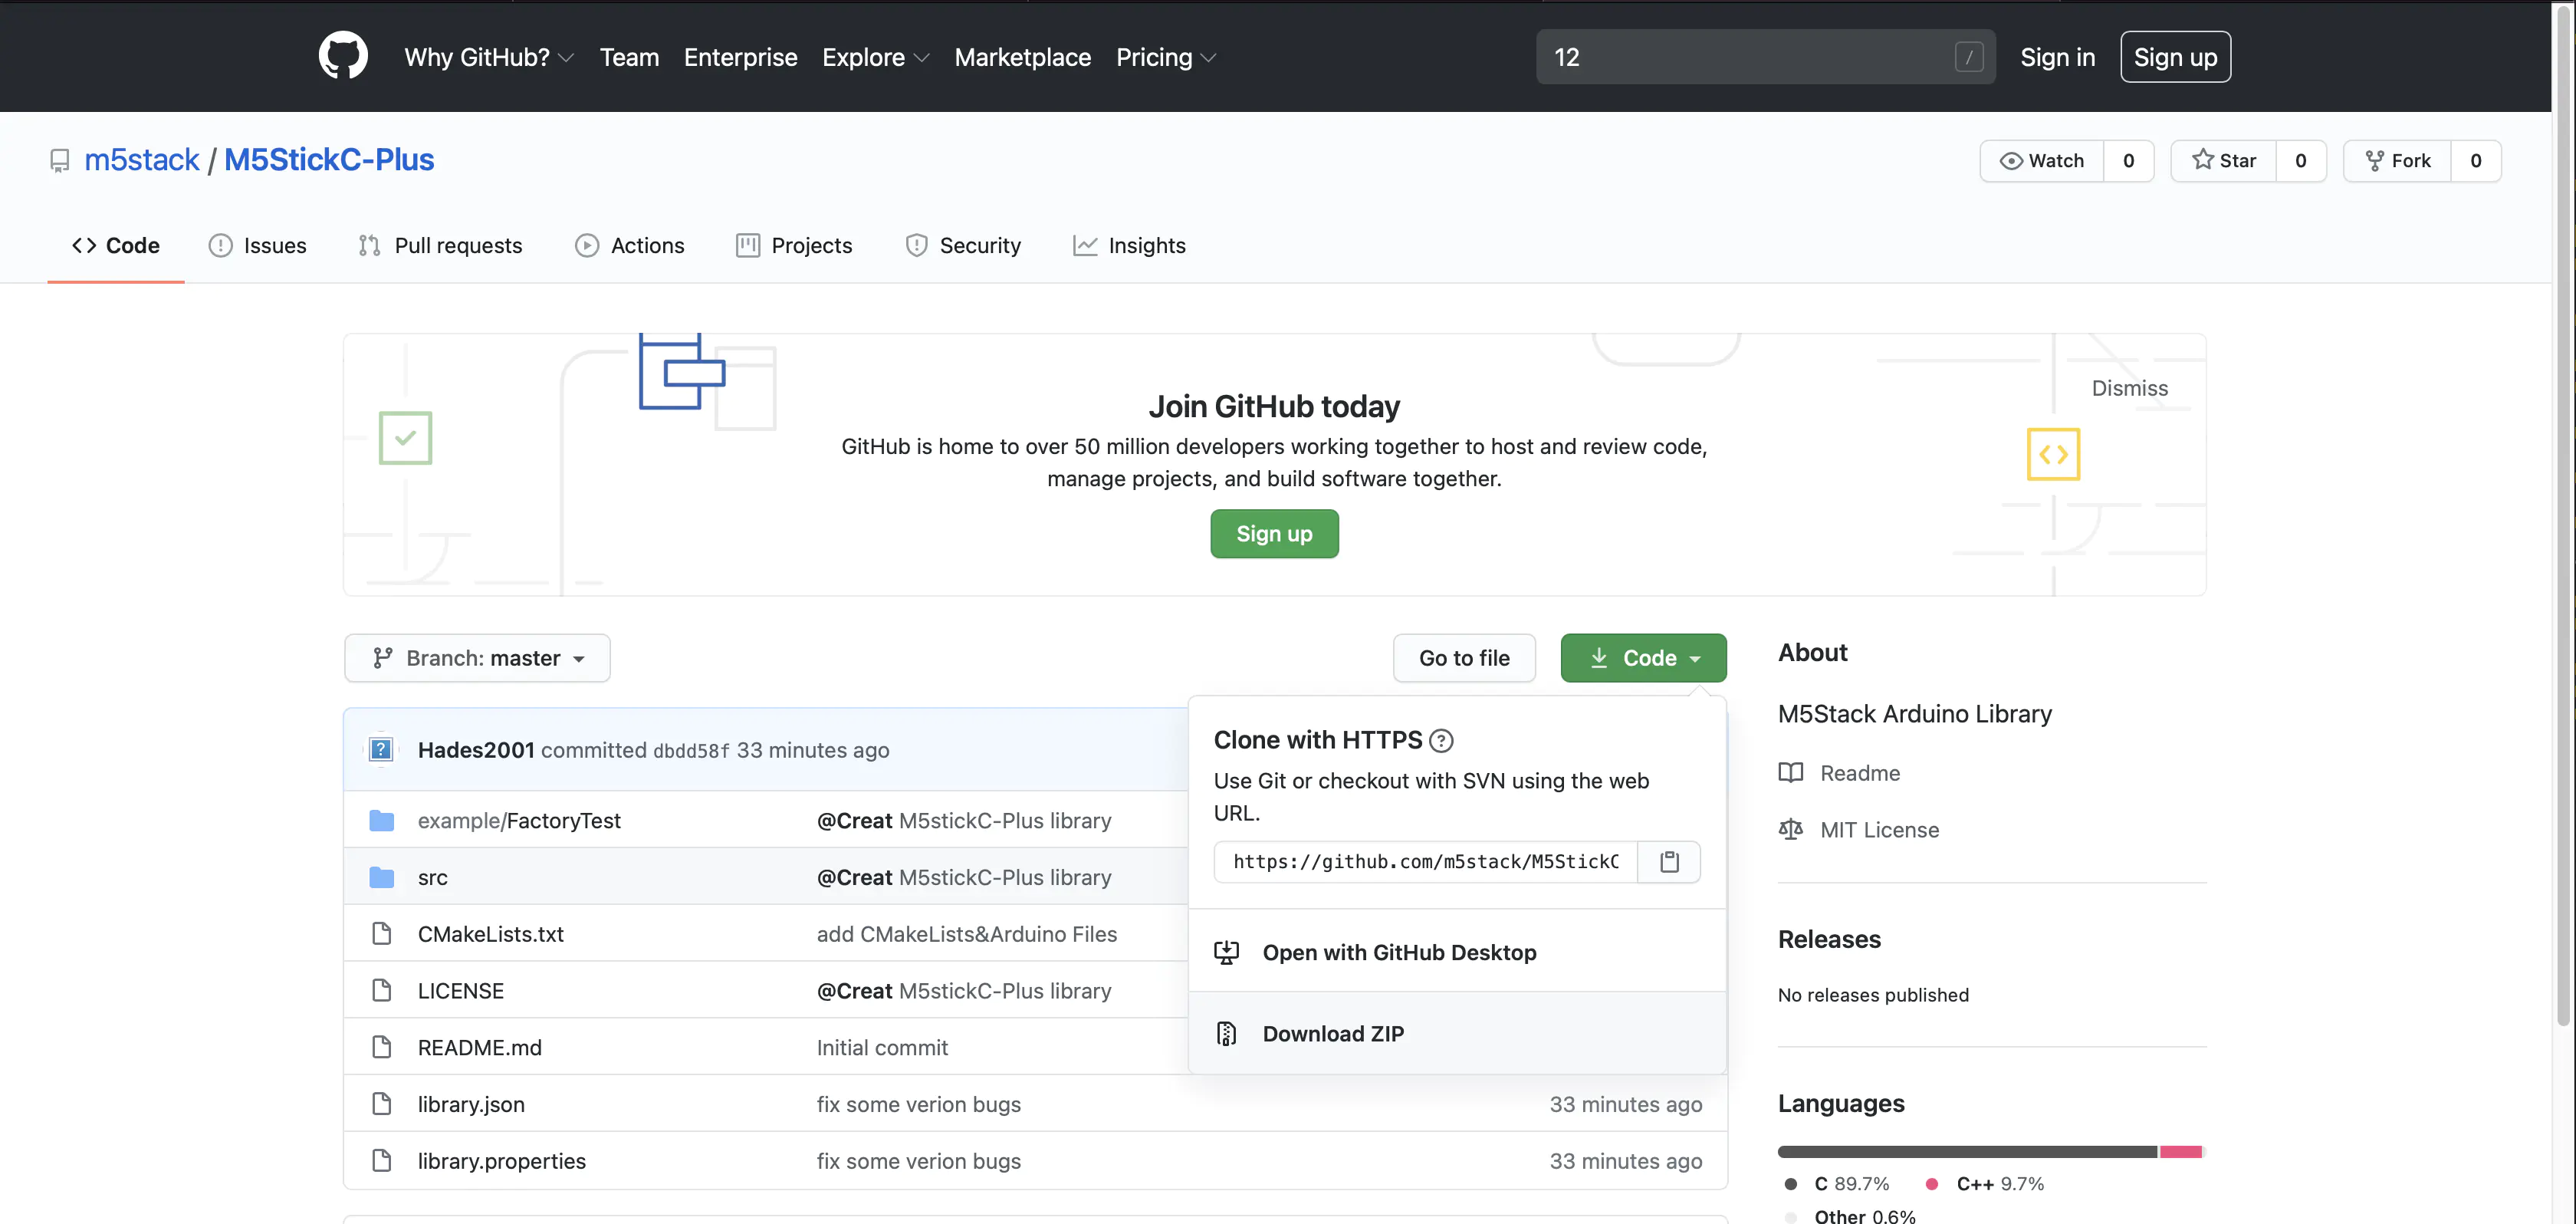 Why GitHub? Team Enterprise Explore Marketplace Pricing 12 / Sign in Sign up
m5stack / M5StickC-Plus
Watch 0 Star 0 Fork 0
Code Issues Pull requests Actions Projects Security Insights
Dismiss
Join GitHub today
GitHub is home to over 50 million developers working together to host and review code,
manage projects, and build software together.
Sign up
Branch: master Go to file Code
Clone with HTTPS ?
Use Git or checkout with SVN using the web
URL.
https://github.com/m5stack/M5StickC
Open with GitHub Desktop
Download ZIP
Hades2001 committed dbdd58f 33 minutes ago
example/FactoryTest @Creat M5stickC-Plus library
src @Creat M5stickC-Plus library
CMakeLists.txt add CMakeLists&Arduino Files
LICENSE @Creat M5stickC-Plus library
README.md Initial commit
library.json fix some verion bugs 33 minutes ago
library.properties fix some verion bugs 33 minutes ago
About
M5Stack Arduino Library
Readme
MIT License
Releases
No releases published
Languages
C 89.7% C++ 9.7%
Other 0.6%